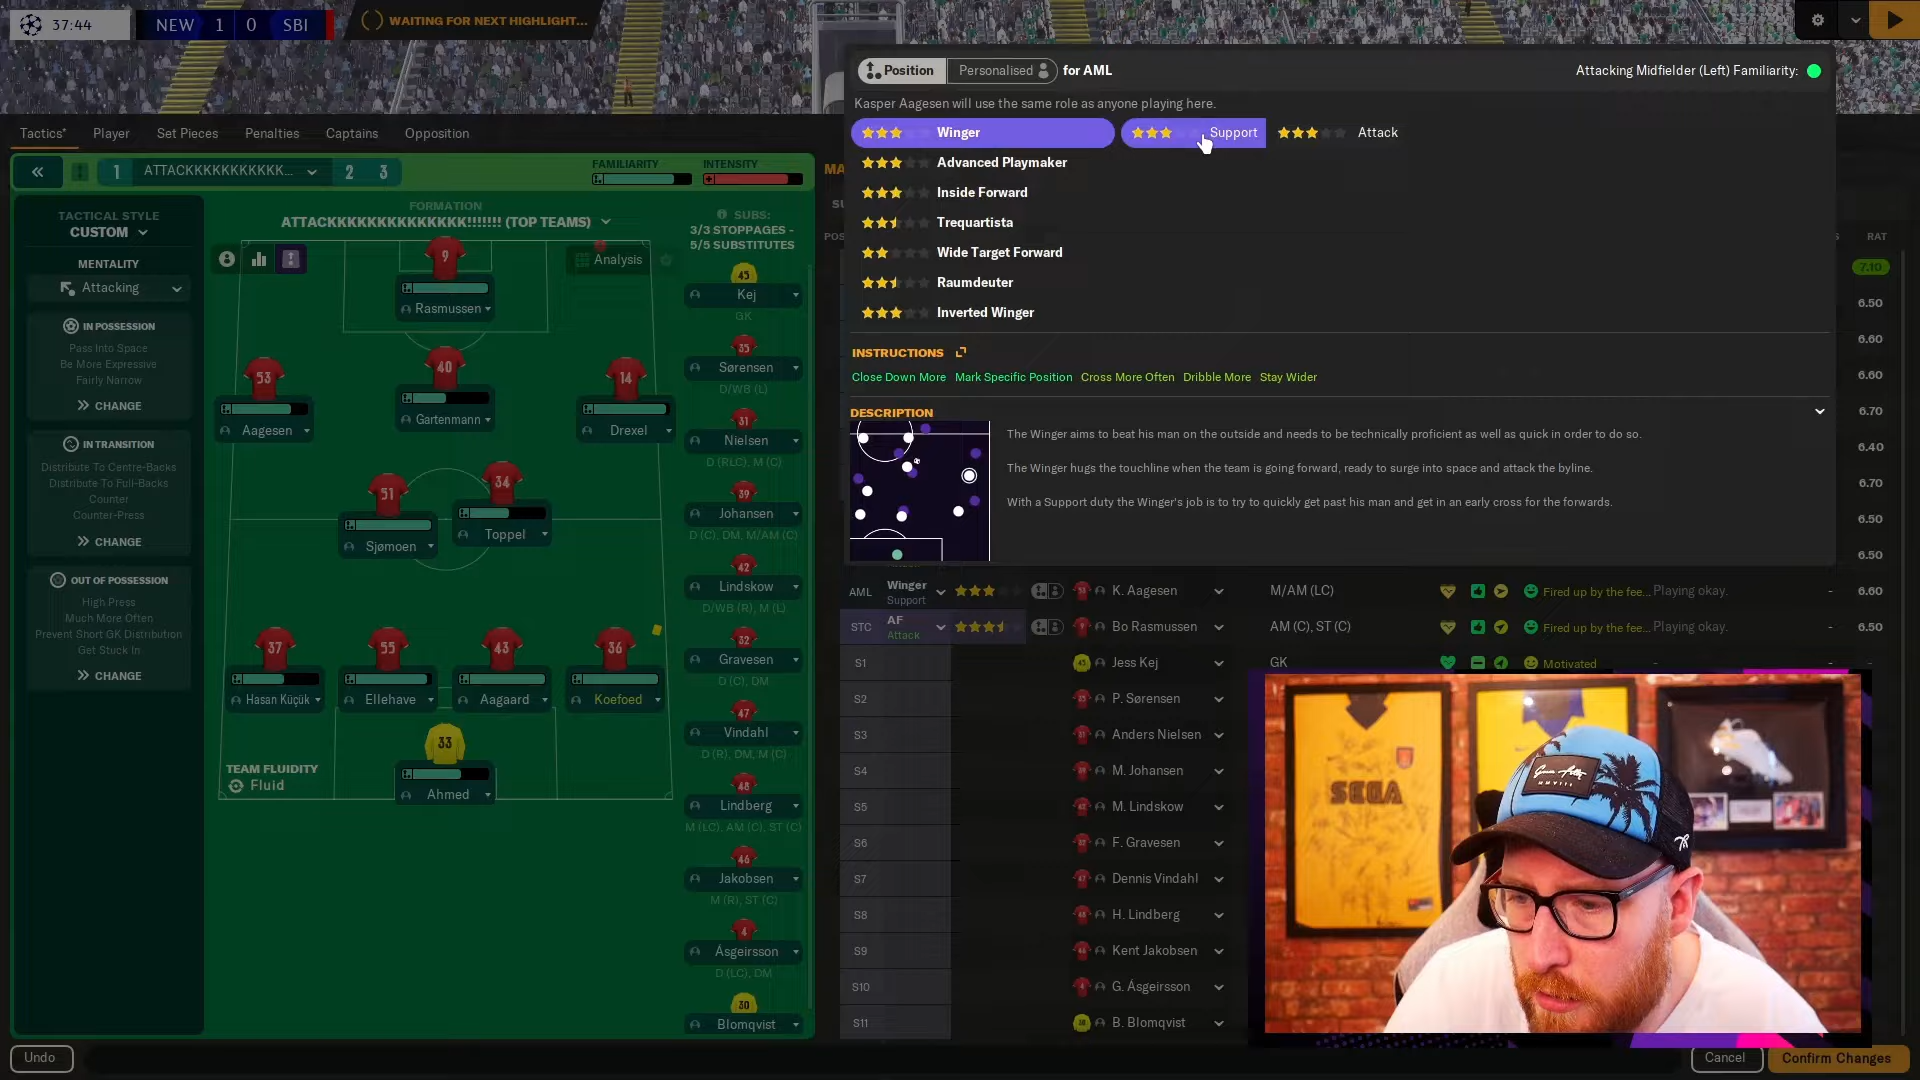 37:44
NEW 1 0 SBI
WAITING FOR NEXT HIGHLIGHT...
Tactics* Player Set Pieces Penalties Captains Opposition
1 ATTACKKKKKKKKKKK... 2 3
FAMILIARITY
INTENSITY
TACTICAL STYLE
CUSTOM
MENTALITY
Attacking
IN POSSESSION
Pass Into Space
Be More Expressive
Fairly Narrow
CHANGE
IN TRANSITION
Distribute To Centre-Backs
Distribute To Full-Backs
Counter
Counter-Press
CHANGE
OUT OF POSSESSION
High Press
Much More Often
Prevent Short GK Distribution
Get Stuck In
CHANGE
FORMATION
ATTACKKKKKKKKKKKKKK!!!!!!! (TOP TEAMS)
Analysis
9
Rasmussen
53
Aagesen
40
Gartenmann
14
Drexel
51
Sjømoen
34
Toppel
37
Hasan Küçük
55
Ellehave
43
Aagaard
36
Koefoed
33
Ahmed
TEAM FLUIDITY
Fluid
SUBS:
3/3 STOPPAGES -
5/5 SUBSTITUTES
45
Kej
GK
35
Sørensen
D/WB (L)
31
Nielsen
D (RLC), M (C)
39
Johansen
D (C), DM, M/AM (C)
42
Lindskow
D/WB (R), M (L)
32
Gravesen
D (C), DM
47
Vindahl
D (R), DM, M (C)
48
Lindberg
M (LC), AM (C), ST (C)
46
Jakobsen
M (R), ST (C)
4
Ásgeirsson
D (LC), DM
30
Blomqvist
Undo
Position Personalised for AML
Attacking Midfielder (Left) Familiarity:
Kasper Aagesen will use the same role as anyone playing here.
Winger Support Attack
Advanced Playmaker
Inside Forward
Trequartista
Wide Target Forward
Raumdeuter
Inverted Winger
INSTRUCTIONS
Close Down More Mark Specific Position Cross More Often Dribble More Stay Wider
DESCRIPTION
The Winger aims to beat his man on the outside and needs to be technically proficient as well as quick in order to do so.
The Winger hugs the touchline when the team is going forward, ready to surge into space and attack the byline.
With a Support duty the Winger's job is to try to quickly get past his man and get in an early cross for the forwards.
RAT
7.10
6.50
6.60
6.60
6.70
6.40
6.70
6.50
6.50
AML Winger Support K. Aagesen M/AM (LC) Fired up by the fee... Playing okay. - 6.60
STC AF Attack Bo Rasmussen AM (C), ST (C) Fired up by the fee... Playing okay. - 6.50
S1 Jess Kej GK Motivated
S2 P. Sørensen
S3 Anders Nielsen
S4 M. Johansen
S5 M. Lindskow
S6 F. Gravesen
S7 Dennis Vindahl
S8 H. Lindberg
S9 Kent Jakobsen
S10 G. Ásgeirsson
S11 B. Blomqvist
SEGA
Cancel
Confirm Changes